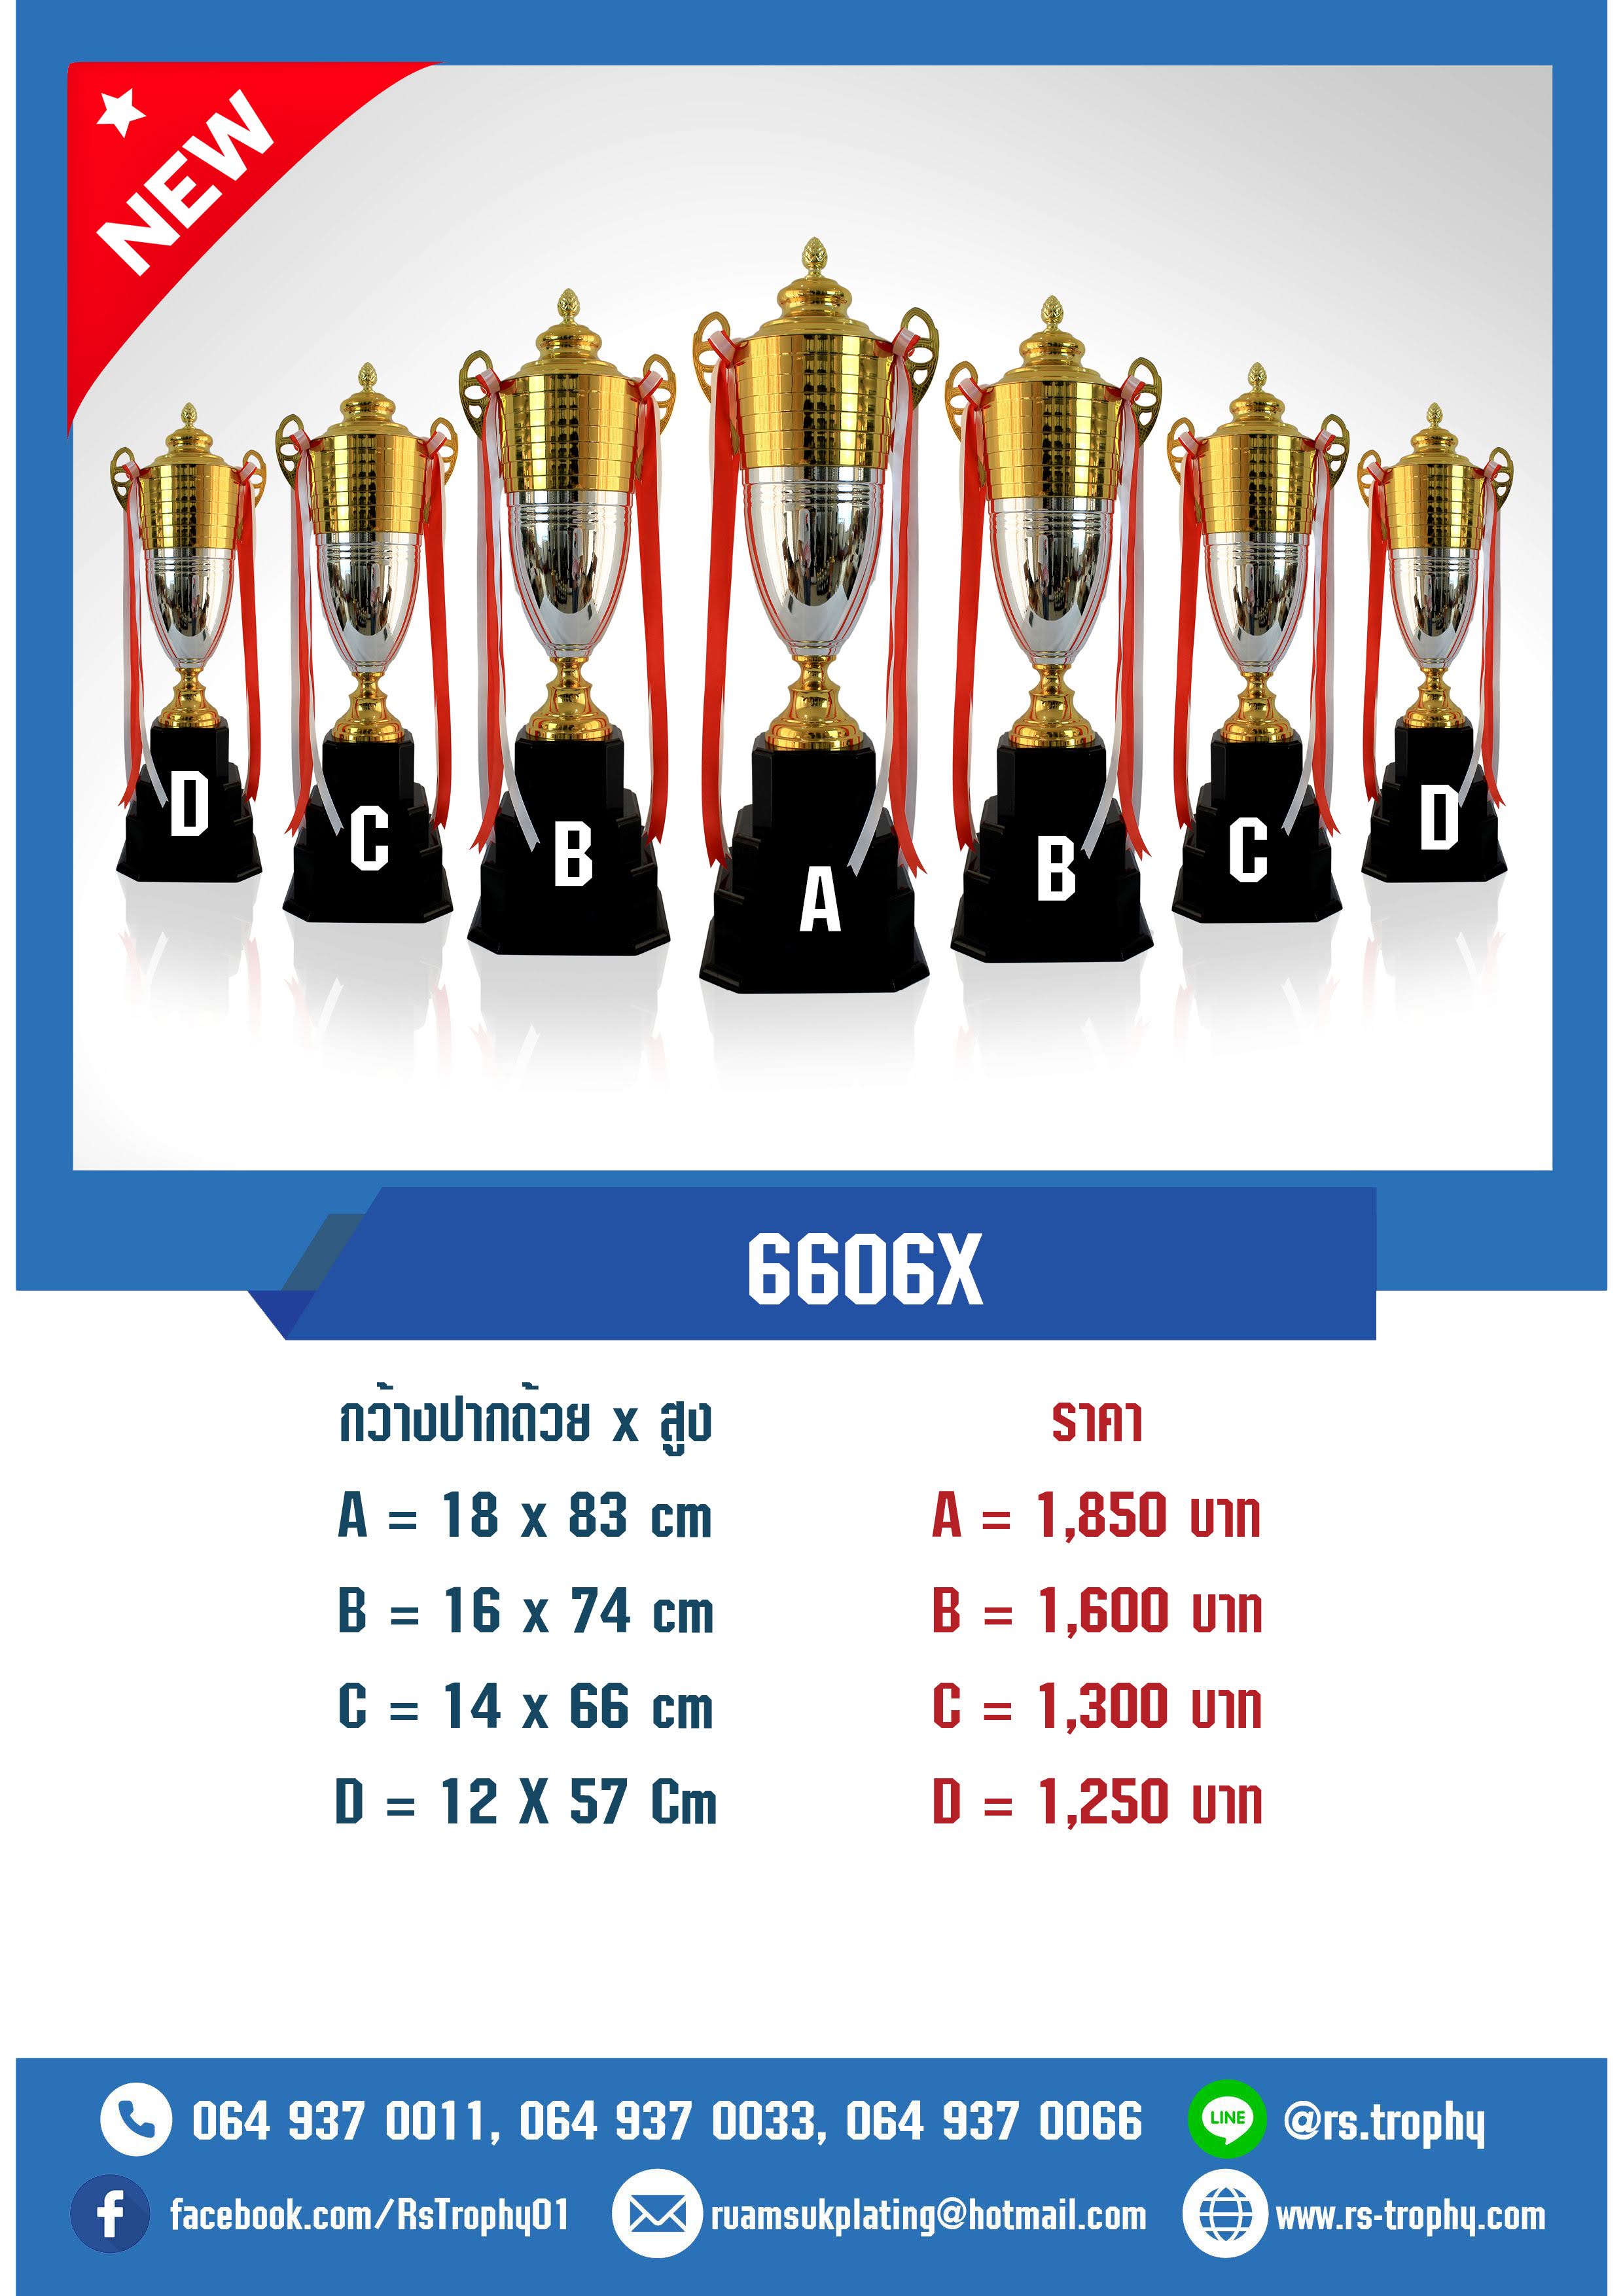 NEW
D
C
B
A
B
C
D
6606X
กว้างปากถ้วย x สูง
ราคา
A = 18 x 83 cm
A = 1,850 บาท
B = 16 x 74 cm
B = 1,600 บาท
C = 14 x 66 cm
C = 1,300 บาท
D = 12 X 57 Cm
D = 1,250 บาท
064 937 0011, 064 937 0033, 064 937 0066
LINE
@rs.trophy
f
facebook.com/RsTrophy01
ruamsukplating@hotmail.com
www.rs-trophy.com